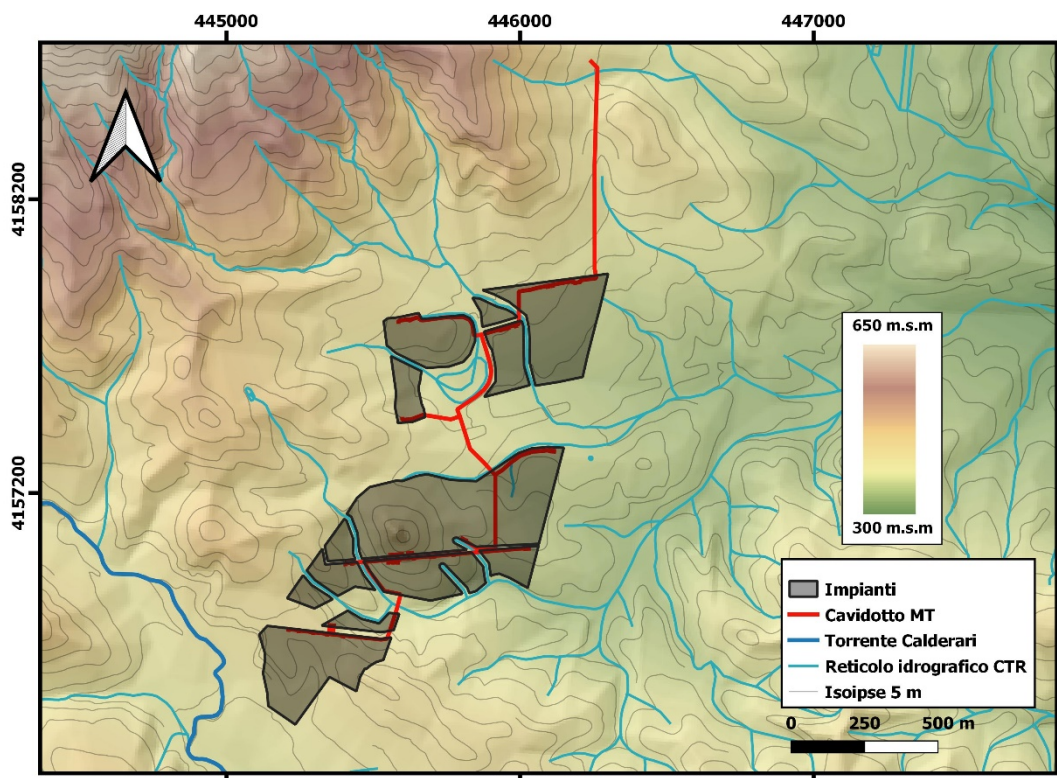 445000 446000 447000
4158200
4157200
650 m.s.m
300 m.s.m
Impianti
Cavidotto MT
Torrente Calderari
Reticolo idrografico CTR
Isoipse 5 m
0 250 500 m